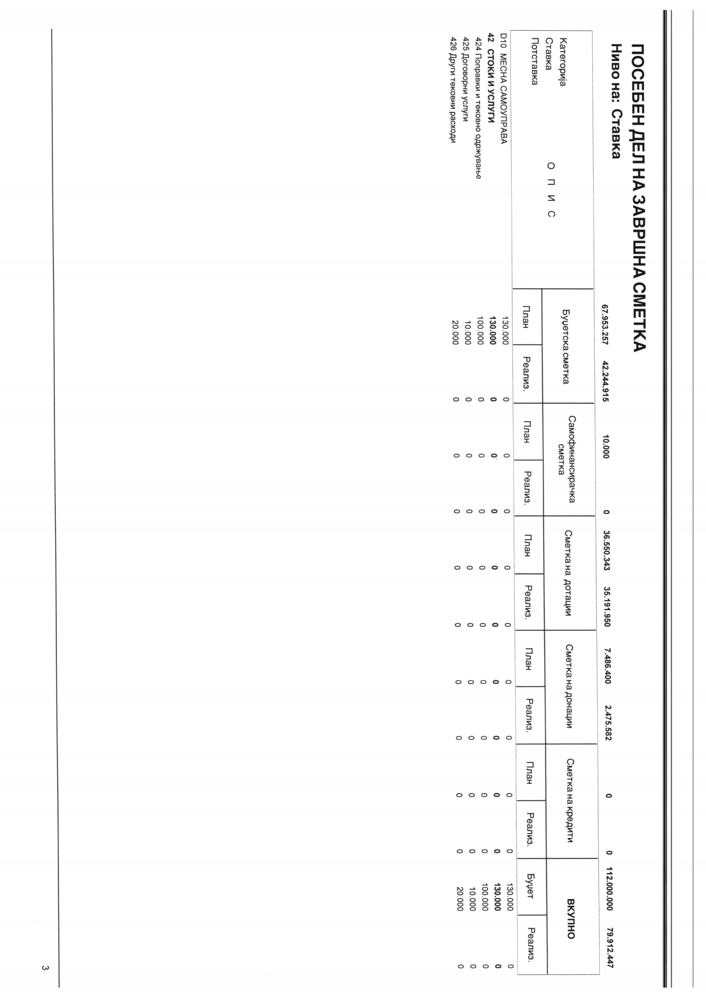 ПОСЕБЕН ДЕЛ НА ЗАВРШНА СМЕТКА
Ниво на: Ставка
67.953.257 42.244.915 10.000 0 36.550.343 35.191.950 7.486.400 2.475.582 0 0 112.000.000 79.912.447
Категорија
Ставка
Потставка
О П И С
Буџетска сметка Самофинансирачка сметка Сметка на дотации Сметка на донации Сметка на кредити ВКУПНО
План Реализ. План Реализ. План Реализ. План Реализ. План Реализ. Буџет Реализ.
D10 МЕСНА САМОУПРАВА 130.000 0 0 0 0 0 0 0 0 0 130.000 0
42 СТОКИ И УСЛУГИ 130.000 0 0 0 0 0 0 0 0 0 130.000 0
424 Поправки и тековно одржување 100.000 0 0 0 0 0 0 0 0 0 100.000 0
425 Договорни услуги 10.000 0 0 0 0 0 0 0 0 0 10.000 0
426 Други тековни расходи 20.000 0 0 0 0 0 0 0 0 0 20.000 0
3